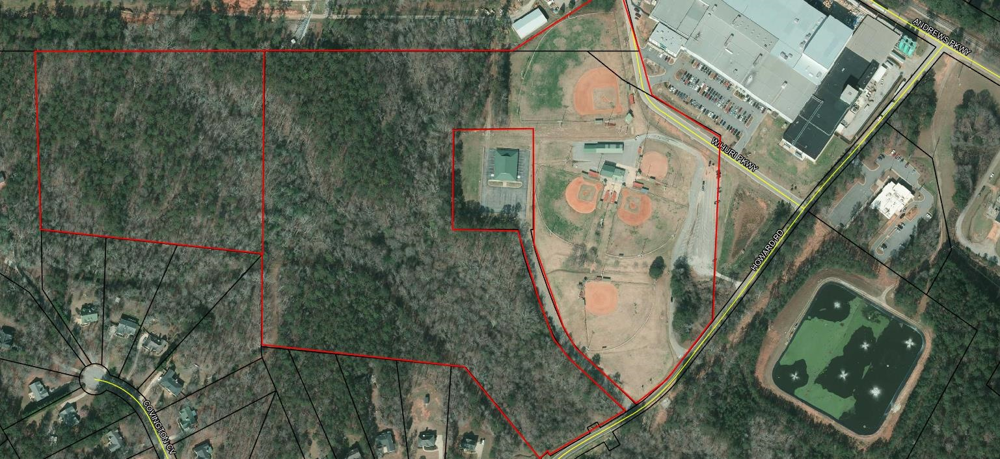 ANDREWS PKWY
W HURI PKWY
HOWARD RD
COVINGTON CV